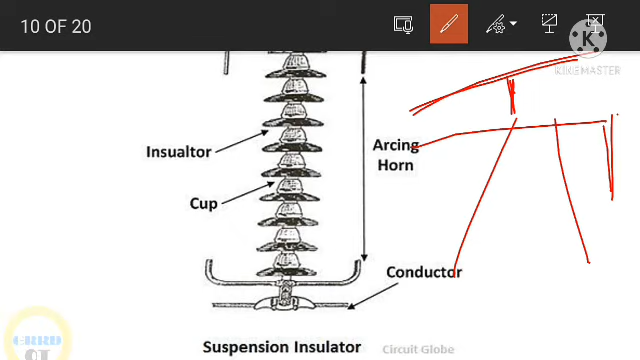 10 OF 20
K
KINEMASTER
Insualtor
Arcing
Horn
Cup
Conductor
Suspension Insulator
Circuit Globe